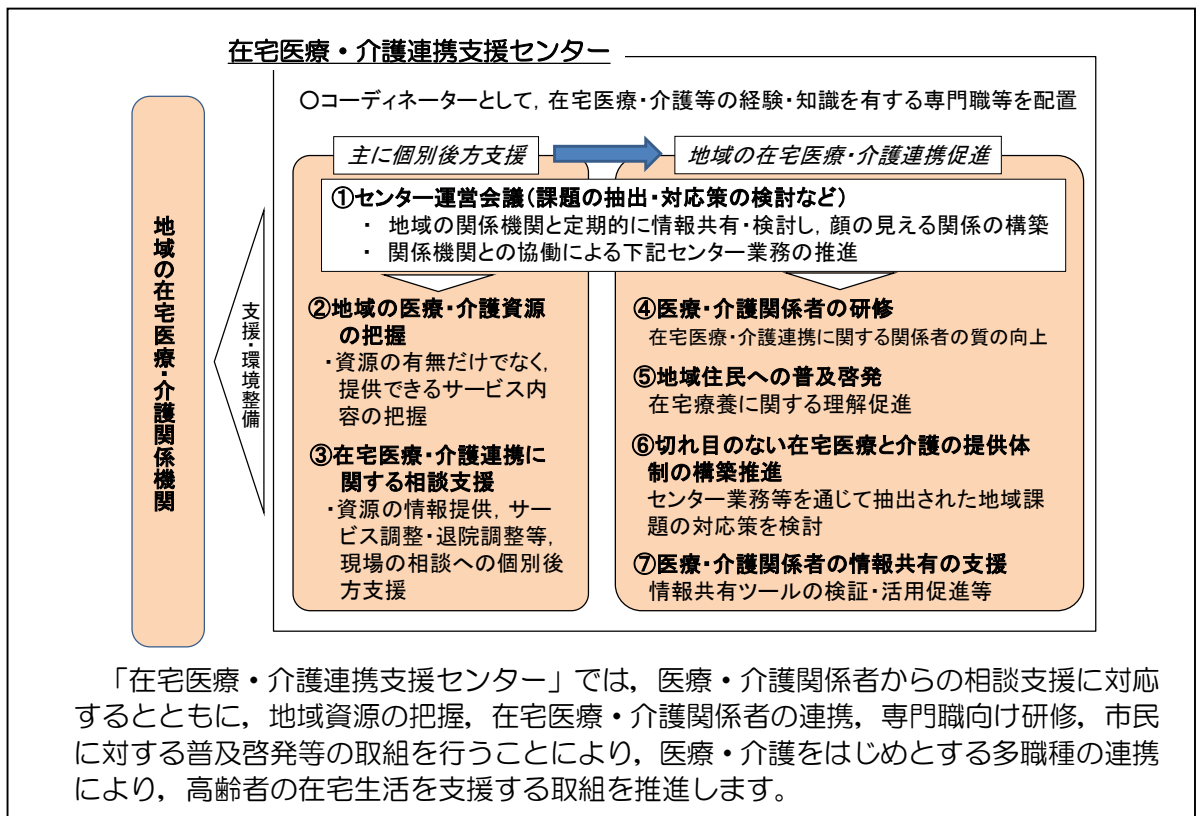 在宅医療・介護連携支援センター
○コーディネーターとして，在宅医療・介護等の経験・知識を有する専門職等を配置
主に個別後方支援
地域の在宅医療・介護連携促進
①センター運営会議（課題の抽出・対応策の検討など）
・ 地域の関係機関と定期的に情報共有・検討し，顔の見える関係の構築
・ 関係機関との協働による下記センター業務の推進
地域の在宅医療・介護関係機関
支援・環境整備
②地域の医療・介護資源
の把握
・資源の有無だけでなく，
提供できるサービス内
容の把握
③在宅医療・介護連携に
関する相談支援
・資源の情報提供，サー
ビス調整・退院調整等，
現場の相談への個別後
方支援
④医療・介護関係者の研修
在宅医療・介護連携に関する関係者の質の向上
⑤地域住民への普及啓発
在宅療養に関する理解促進
⑥切れ目のない在宅医療と介護の提供体
制の構築推進
センター業務等を通じて抽出された地域課
題の対応策を検討
⑦医療・介護関係者の情報共有の支援
情報共有ツールの検証・活用促進等
「在宅医療・介護連携支援センター」では，医療・介護関係者からの相談支援に対応
するとともに，地域資源の把握，在宅医療・介護関係者の連携，専門職向け研修，市民
に対する普及啓発等の取組を行うことにより，医療・介護をはじめとする多職種の連携
により，高齢者の在宅生活を支援する取組を推進します。